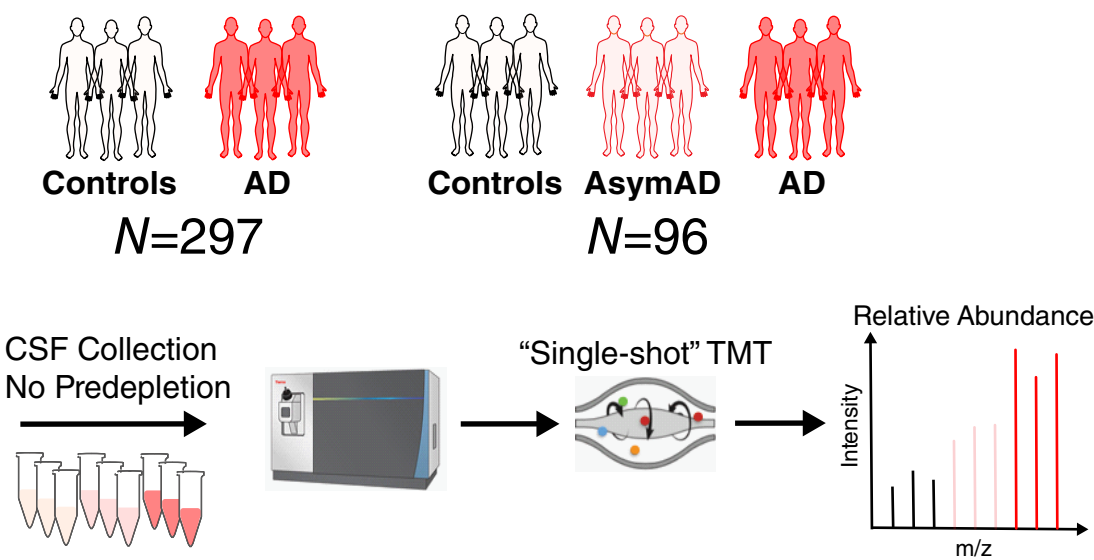 Controls
AD
N=297
Controls
AsymAD
AD
N=96
CSF Collection
No Predepletion
“Single-shot” TMT
Relative Abundance
Intensity
m/z